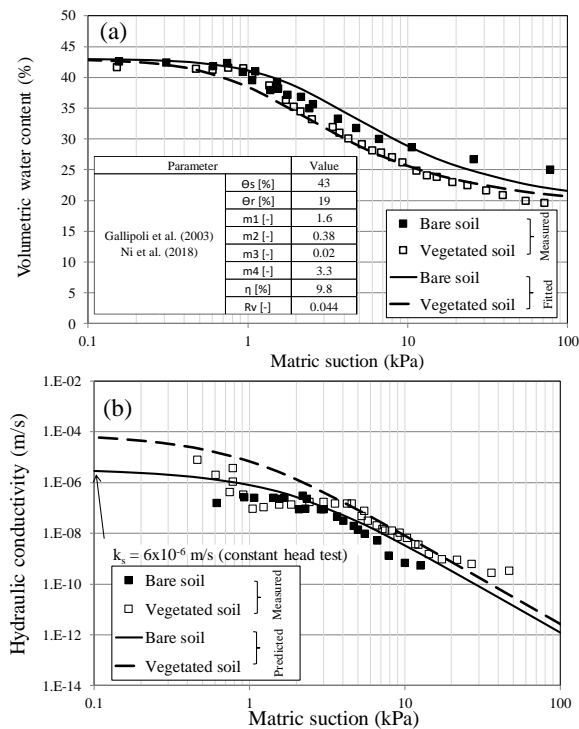 (a)
Volumetric water content (%)
50
45
40
35
30
25
20
15
10
5
0
Parameter Value
Gallipoli et al. (2003)
Ni et al. (2018)
Θs [%] 43
Θr [%] 19
m1 [-] 1.6
m2 [-] 0.38
m3 [-] 0.02
m4 [-] 3.3
η [%] 9.8
Rv [-] 0.044
Bare soil
Vegetated soil
Measured
Bare soil
Vegetated soil
Fitted
0.1 1 10 100
Matric suction (kPa)
(b)
Hydraulic conductivity (m/s)
1.E-02
1.E-04
1.E-06
1.E-08
1.E-10
1.E-12
1.E-14
ks = 6x10-6 m/s (constant head test)
Bare soil
Vegetated soil
Measured
Bare soil
Vegetated soil
Predicted
0.1 1 10 100
Matric suction (kPa)